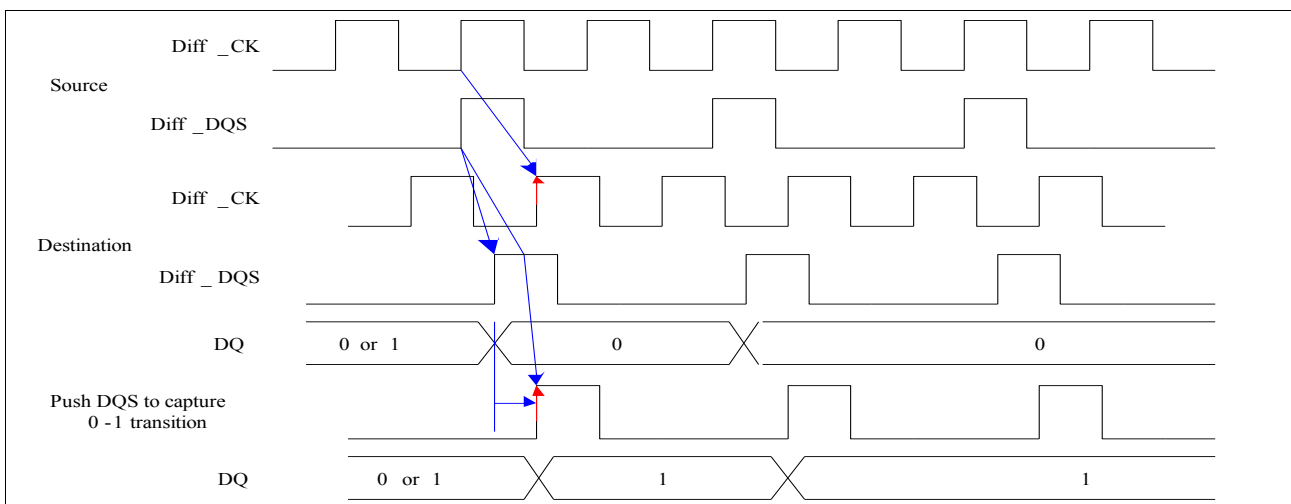 Diff _CK
Source
Diff _DQS
Diff _CK
Destination
Diff _ DQS
DQ
0 or 1
0
0
Push DQS to capture
0 -1 transition
DQ
0 or 1
1
1